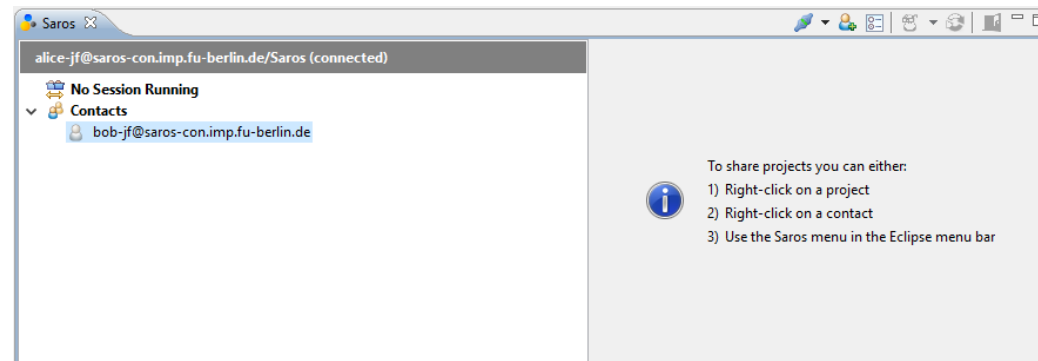 Saros
alice-jf@saros-con.imp.fu-berlin.de/Saros (connected)
No Session Running
Contacts
bob-jf@saros-con.imp.fu-berlin.de
To share projects you can either:
1) Right-click on a project
2) Right-click on a contact
3) Use the Saros menu in the Eclipse menu bar